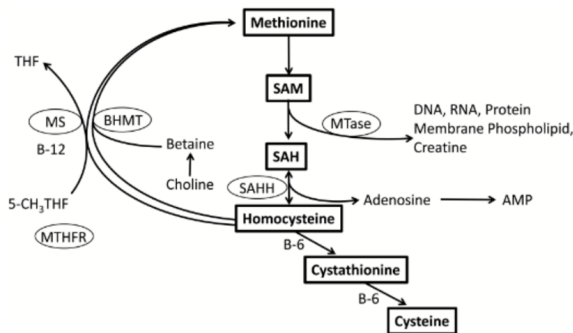 Methionine
THF
SAM
MS
BHMT
B-12
Betaine
MTase
DNA, RNA, Protein
Membrane Phospholipid,
Creatine
SAH
Choline
SAHH
5-CH₃THF
Adenosine
AMP
MTHFR
Homocysteine
B-6
Cystathionine
B-6
Cysteine